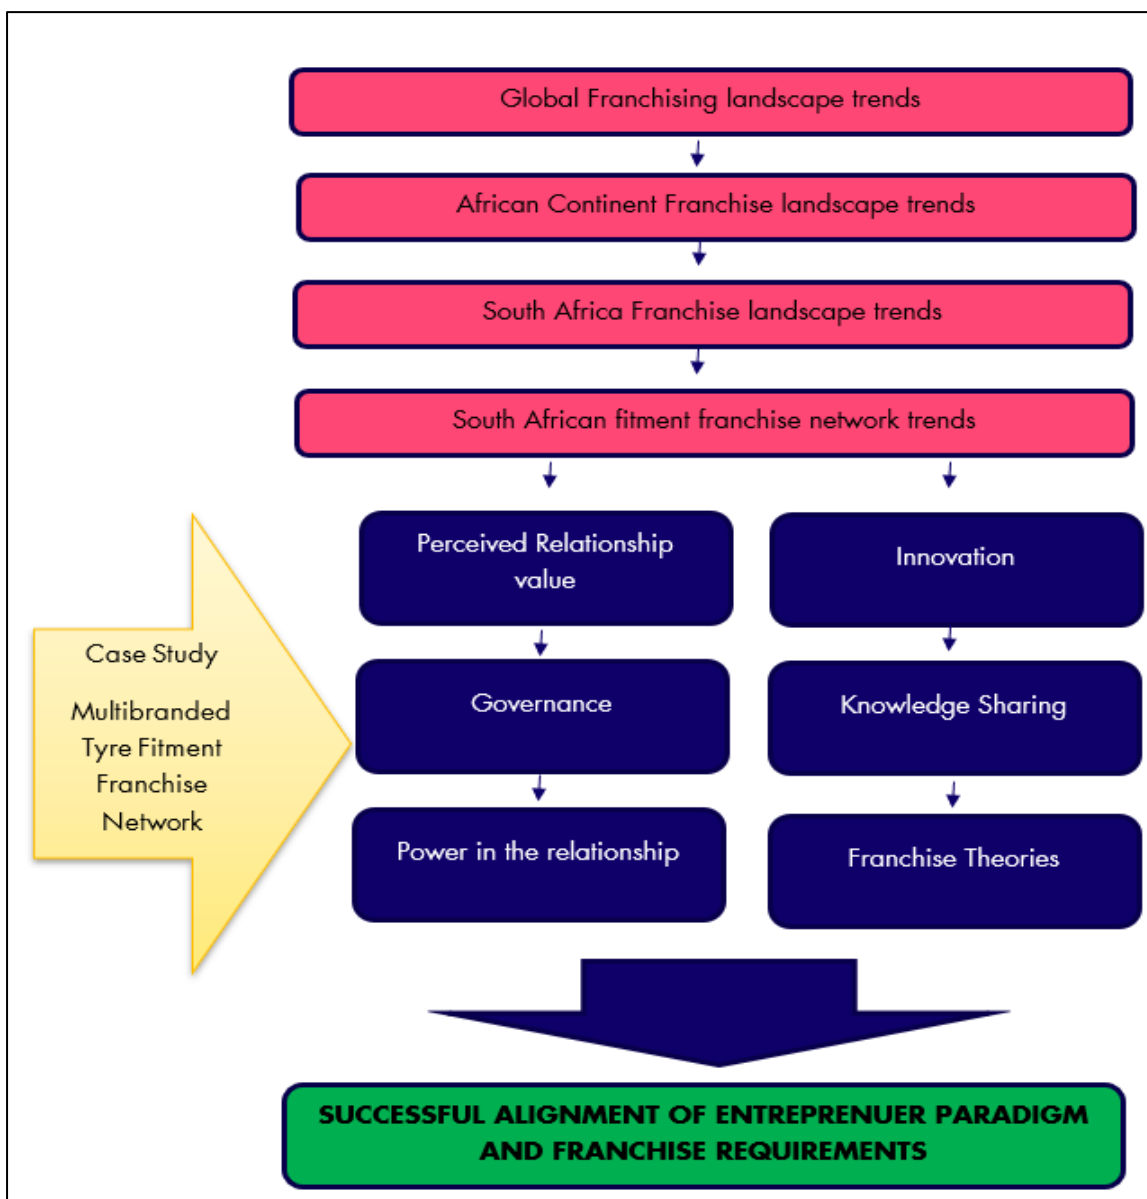 Global Franchising landscape trends
African Continent Franchise landscape trends
South Africa Franchise landscape trends
South African fitment franchise network trends
Perceived Relationship
value
Innovation
Case Study
Multibranded
Tyre Fitment
Franchise
Network
Governance
Knowledge Sharing
Power in the relationship
Franchise Theories
SUCCESSFUL ALIGNMENT OF ENTREPRENUER PARADIGM
AND FRANCHISE REQUIREMENTS